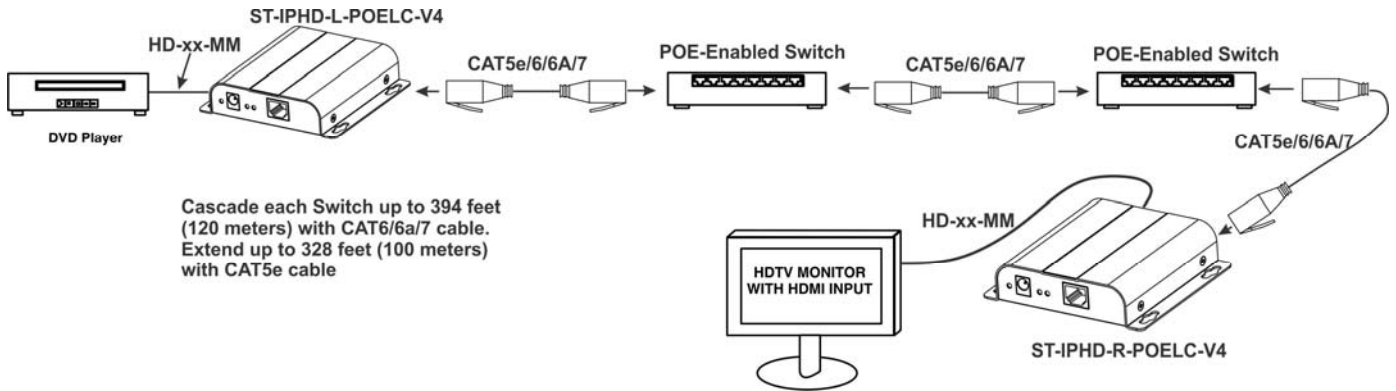 ST-IPHD-L-POELC-V4
HD-xx-MM
DVD Player
CAT5e/6/6A/7
POE-Enabled Switch
CAT5e/6/6A/7
POE-Enabled Switch
CAT5e/6/6A/7
Cascade each Switch up to 394 feet
(120 meters) with CAT6/6a/7 cable.
Extend up to 328 feet (100 meters)
with CAT5e cable
HD-xx-MM
HDTV MONITOR
WITH HDMI INPUT
ST-IPHD-R-POELC-V4